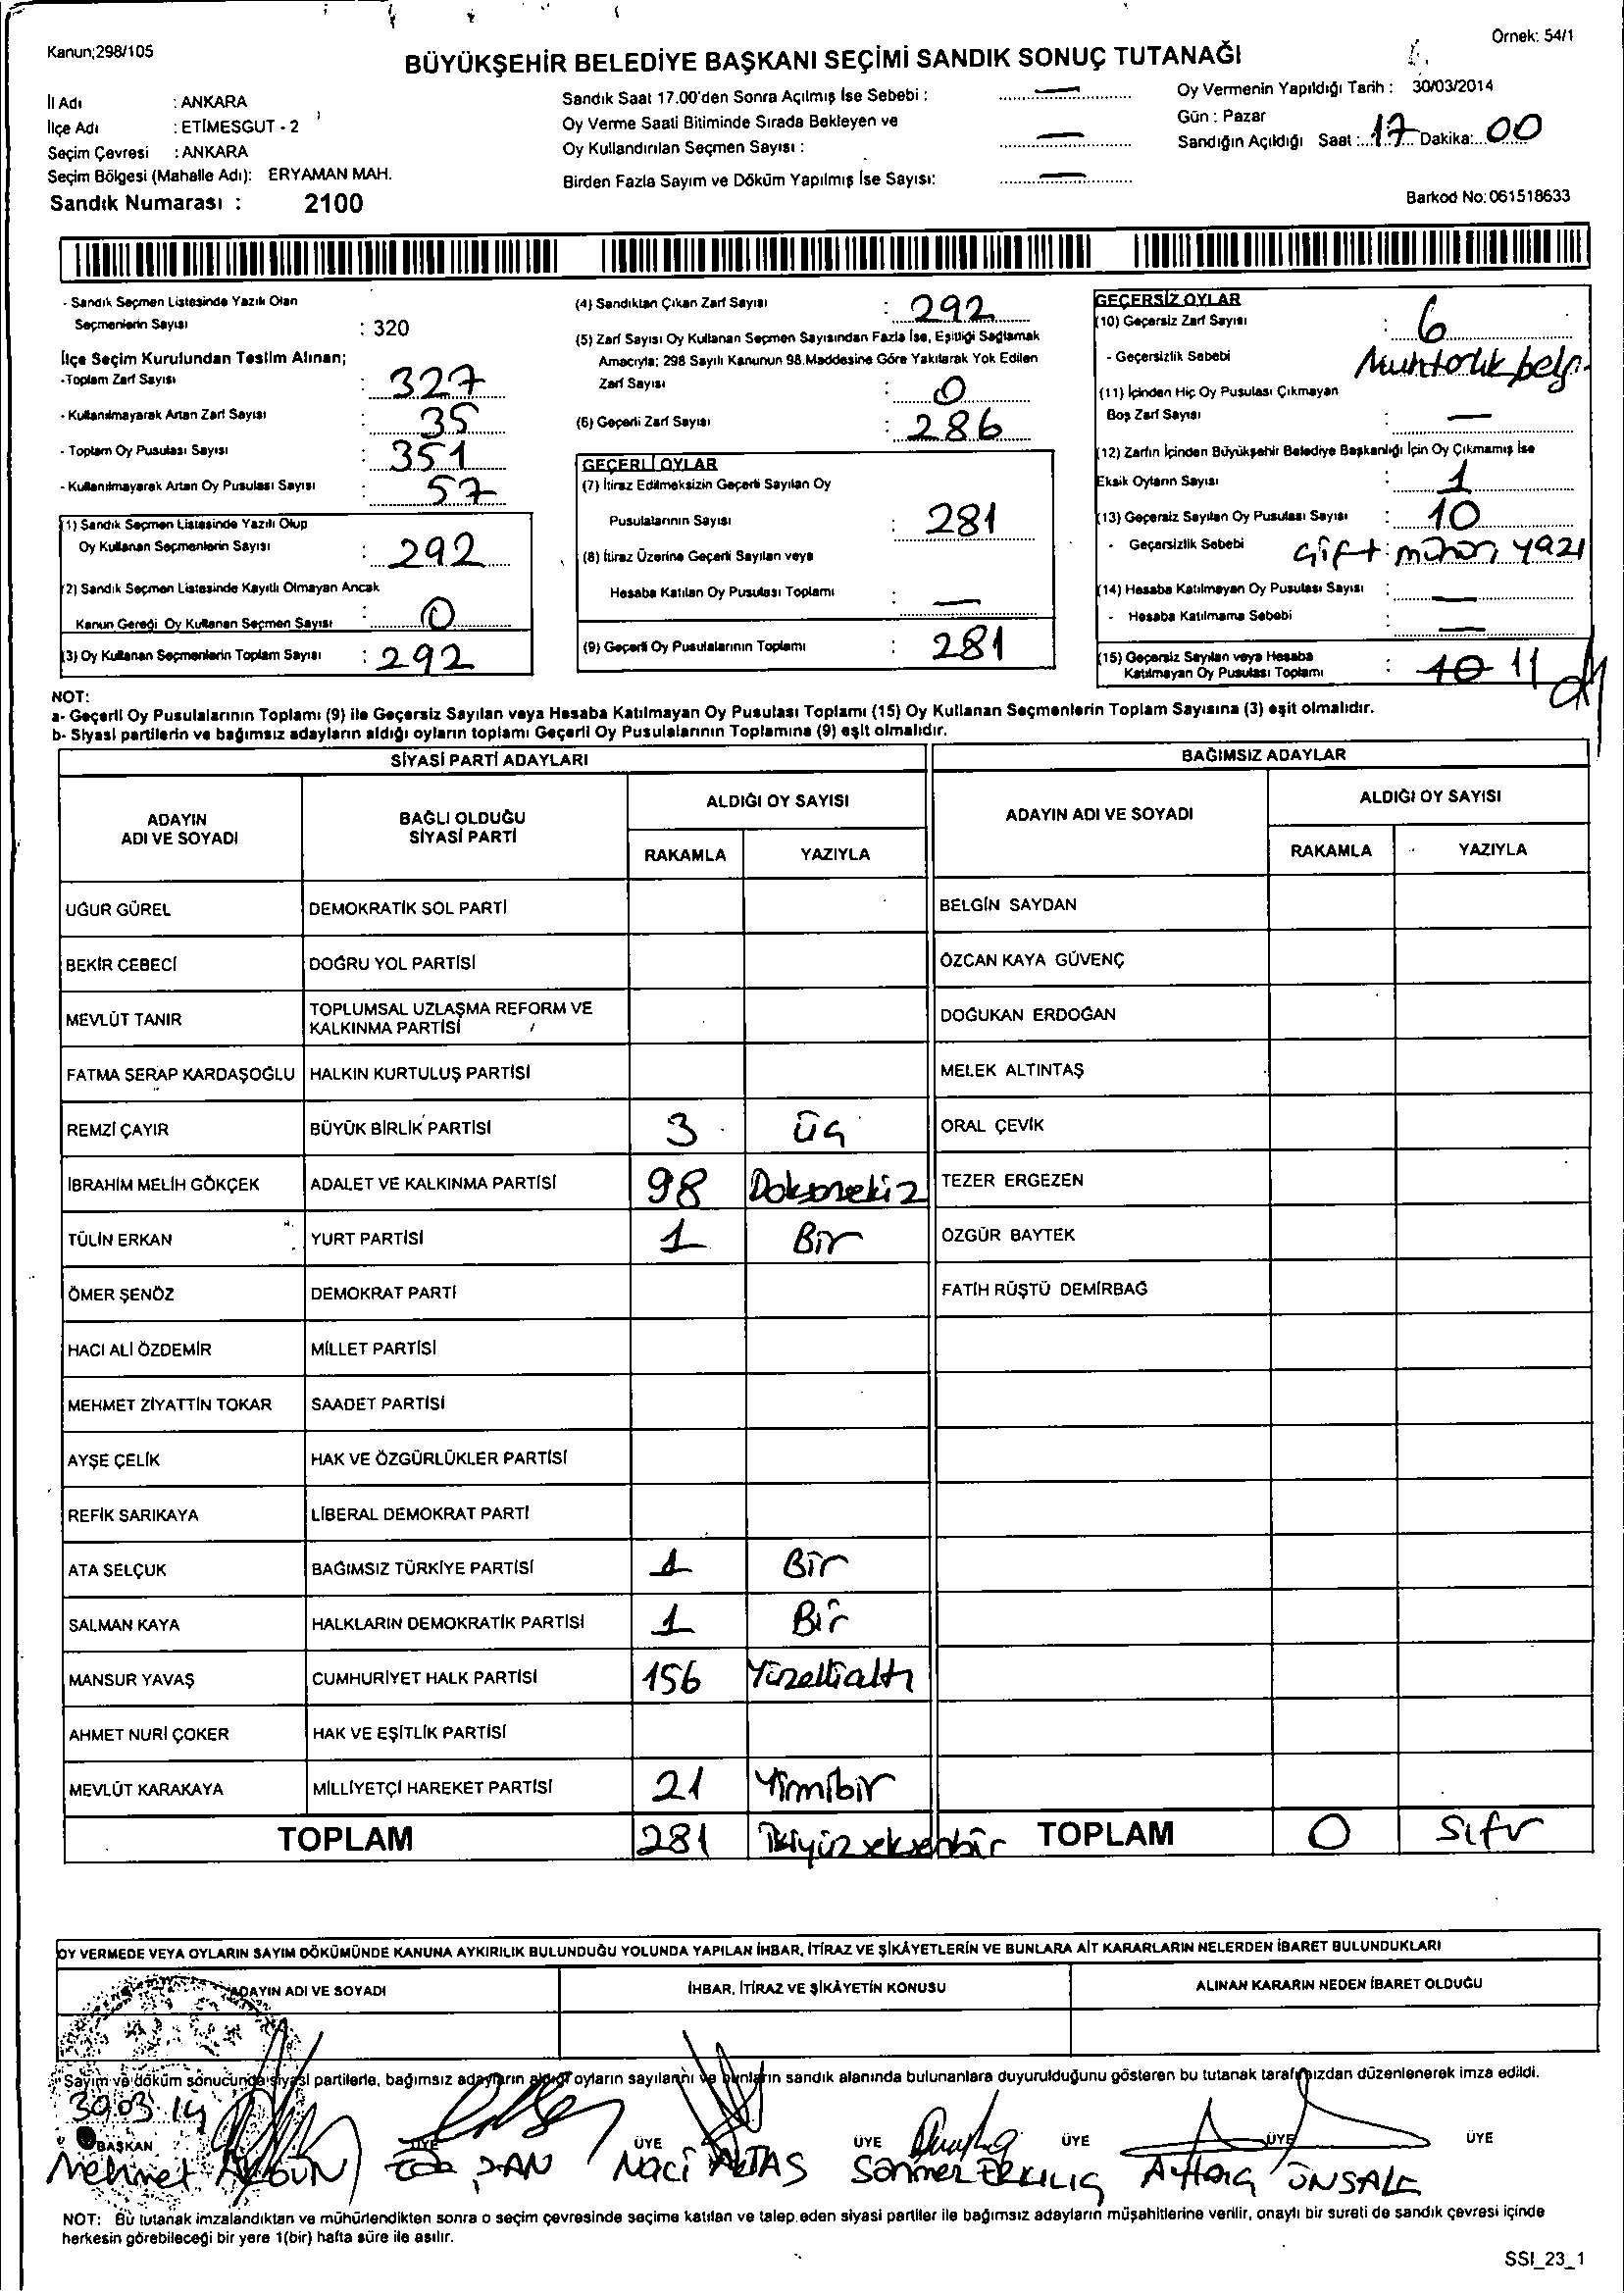 Kanun;298/105
Örnek: 54/1
BÜYÜKŞEHİR BELEDİYE BAŞKANI SEÇİMİ SANDIK SONUÇ TUTANAĞI
İl Adı : ANKARA
İlçe Adı : ETİMESGUT - 2
Seçim Çevresi : ANKARA
Seçim Bölgesi (Mahalle Adı): ERYAMAN MAH.
Sandık Numarası : 2100
Sandık Saat 17.00'den Sonra Açılmış İse Sebebi : —
Oy Verme Saati Bitiminde Sırada Bekleyen ve
Oy Kullandırılan Seçmen Sayısı : —
Birden Fazla Sayım ve Döküm Yapılmış İse Sayısı: —
Oy Vermenin Yapıldığı Tarih : 30/03/2014
Gün : Pazar
Sandığın Açıldığı Saat : 17 Dakika: 00
Barkod No: 061518633
- Sandık Seçmen Listesinde Yazılı Olan
Seçmenlerin Sayısı : 320
İlçe Seçim Kurulundan Teslim Alınan;
-Toplam Zarf Sayısı : 327
- Kullanılmayarak Artan Zarf Sayısı : 35
- Toplam Oy Pusulası Sayısı : 351
- Kullanılmayarak Artan Oy Pusulası Sayısı : 57
(1) Sandık Seçmen Listesinde Yazılı Olup
Oy Kullanan Seçmenlerin Sayısı : 292
(2) Sandık Seçmen Listesinde Kayıtlı Olmayan Ancak
Kanun Gereği Oy Kullanan Seçmen Sayısı : 0
(3) Oy Kullanan Seçmenlerin Toplam Sayısı : 292
(4) Sandıktan Çıkan Zarf Sayısı : 292
(5) Zarf Sayısı Oy Kullanan Seçmen Sayısından Fazla İse, Eşitliği Sağlamak
Amacıyla; 298 Sayılı Kanunun 98.Maddesine Göre Yakılarak Yok Edilen
Zarf Sayısı : 0
(6) Geçerli Zarf Sayısı : 286
GEÇERLİ OYLAR
(7) İtiraz Edilmeksizin Geçerli Sayılan Oy
Pusulalarının Sayısı : 281
(8) İtiraz Üzerine Geçerli Sayılan veya
Hesaba Katılan Oy Pusulası Toplamı : —
(9) Geçerli Oy Pusulalarının Toplamı : 281
GEÇERSİZ OYLAR
(10) Geçersiz Zarf Sayısı : 6
- Geçersizlik Sebebi Muhtarlık belg.
(11) İçinden Hiç Oy Pusulası Çıkmayan
Boş Zarf Sayısı : —
(12) Zarfın İçinden Büyükşehir Belediye Başkanlığı İçin Oy Çıkmamış İse
Eksik Oyların Sayısı : 1
(13) Geçersiz Sayılan Oy Pusulası Sayısı : 10
- Geçersizlik Sebebi Çift mühür, yazı
(14) Hesaba Katılmayan Oy Pusulası Sayısı : —
- Hesaba Katılmama Sebebi : —
(15) Geçersiz Sayılan veya Hesaba
Katılmayan Oy Pusulası Toplamı : 10 11
NOT:
a- Geçerli Oy Pusulalarının Toplamı (9) ile Geçersiz Sayılan veya Hesaba Katılmayan Oy Pusulası Toplamı (15) Oy Kullanan Seçmenlerin Toplam Sayısına (3) eşit olmalıdır.
b- Siyasi partilerin ve bağımsız adayların aldığı oyların toplamı Geçerli Oy Pusulalarının Toplamına (9) eşit olmalıdır.
SİYASİ PARTİ ADAYLARI
BAĞIMSIZ ADAYLAR
ADAYIN
ADI VE SOYADI
BAĞLI OLDUĞU
SİYASİ PARTİ
ALDIĞI OY SAYISI
RAKAMLA YAZIYLA
ADAYIN ADI VE SOYADI
ALDIĞI OY SAYISI
RAKAMLA YAZIYLA
UĞUR GÜREL DEMOKRATİK SOL PARTİ BELGİN SAYDAN
BEKİR CEBECİ DOĞRU YOL PARTİSİ ÖZCAN KAYA GÜVENÇ
MEVLÜT TANIR TOPLUMSAL UZLAŞMA REFORM VE
KALKINMA PARTİSİ DOĞUKAN ERDOĞAN
FATMA SERAP KARDAŞOĞLU HALKIN KURTULUŞ PARTİSİ MELEK ALTINTAŞ
REMZİ ÇAYIR BÜYÜK BİRLİK PARTİSİ 3 üç ORAL ÇEVİK
İBRAHİM MELİH GÖKÇEK ADALET VE KALKINMA PARTİSİ 98 Doksansekiz TEZER ERGEZEN
TÜLİN ERKAN YURT PARTİSİ 1 Bir ÖZGÜR BAYTEK
ÖMER ŞENÖZ DEMOKRAT PARTİ FATİH RÜŞTÜ DEMİRBAĞ
HACI ALİ ÖZDEMİR MİLLET PARTİSİ
MEHMET ZİYATTİN TOKAR SAADET PARTİSİ
AYŞE ÇELİK HAK VE ÖZGÜRLÜKLER PARTİSİ
REFİK SARIKAYA LİBERAL DEMOKRAT PARTİ
ATA SELÇUK BAĞIMSIZ TÜRKİYE PARTİSİ 1 Bir
SALMAN KAYA HALKLARIN DEMOKRATİK PARTİSİ 1 Bir
MANSUR YAVAŞ CUMHURİYET HALK PARTİSİ 156 Yüzellialtı
AHMET NURİ ÇOKER HAK VE EŞİTLİK PARTİSİ
MEVLÜT KARAKAYA MİLLİYETÇİ HAREKET PARTİSİ 21 Yirmibir
TOPLAM 281 İkiyüzseksenbir TOPLAM 0 Sıfır
OY VERMEDE VEYA OYLARIN SAYIM DÖKÜMÜNDE KANUNA AYKIRILIK BULUNDUĞU YOLUNDA YAPILAN İHBAR, İTİRAZ VE ŞİKÂYETLERİN VE BUNLARA AİT KARARLARIN NELERDEN İBARET BULUNDUKLARI
ADAYIN ADI VE SOYADI İHBAR, İTİRAZ VE ŞİKÂYETİN KONUSU ALINAN KARARIN NEDEN İBARET OLDUĞU
Sayım ve döküm sonucunda siyasi partilerle, bağımsız adayların aldığı oyların sayılarını ve bunların sandık alanında bulunanlara duyurulduğunu gösteren bu tutanak tarafımızdan düzenlenerek imza edildi.
30.03.14
BAŞKAN ÜYE ÜYE ÜYE ÜYE ÜYE ÜYE
Mehmet AKGÜN Naci AKTAŞ Sommer ERKILIÇ Aytaç ÜNSAL
NOT: Bu tutanak imzalandıktan ve mühürlendikten sonra o seçim çevresinde seçime katılan ve talep eden siyasi partiler ile bağımsız adayların müşahitlerine verilir, onaylı bir sureti de sandık çevresi içinde
herkesin görebileceği bir yere 1(bir) hafta süre ile asılır.
SSI_23_1